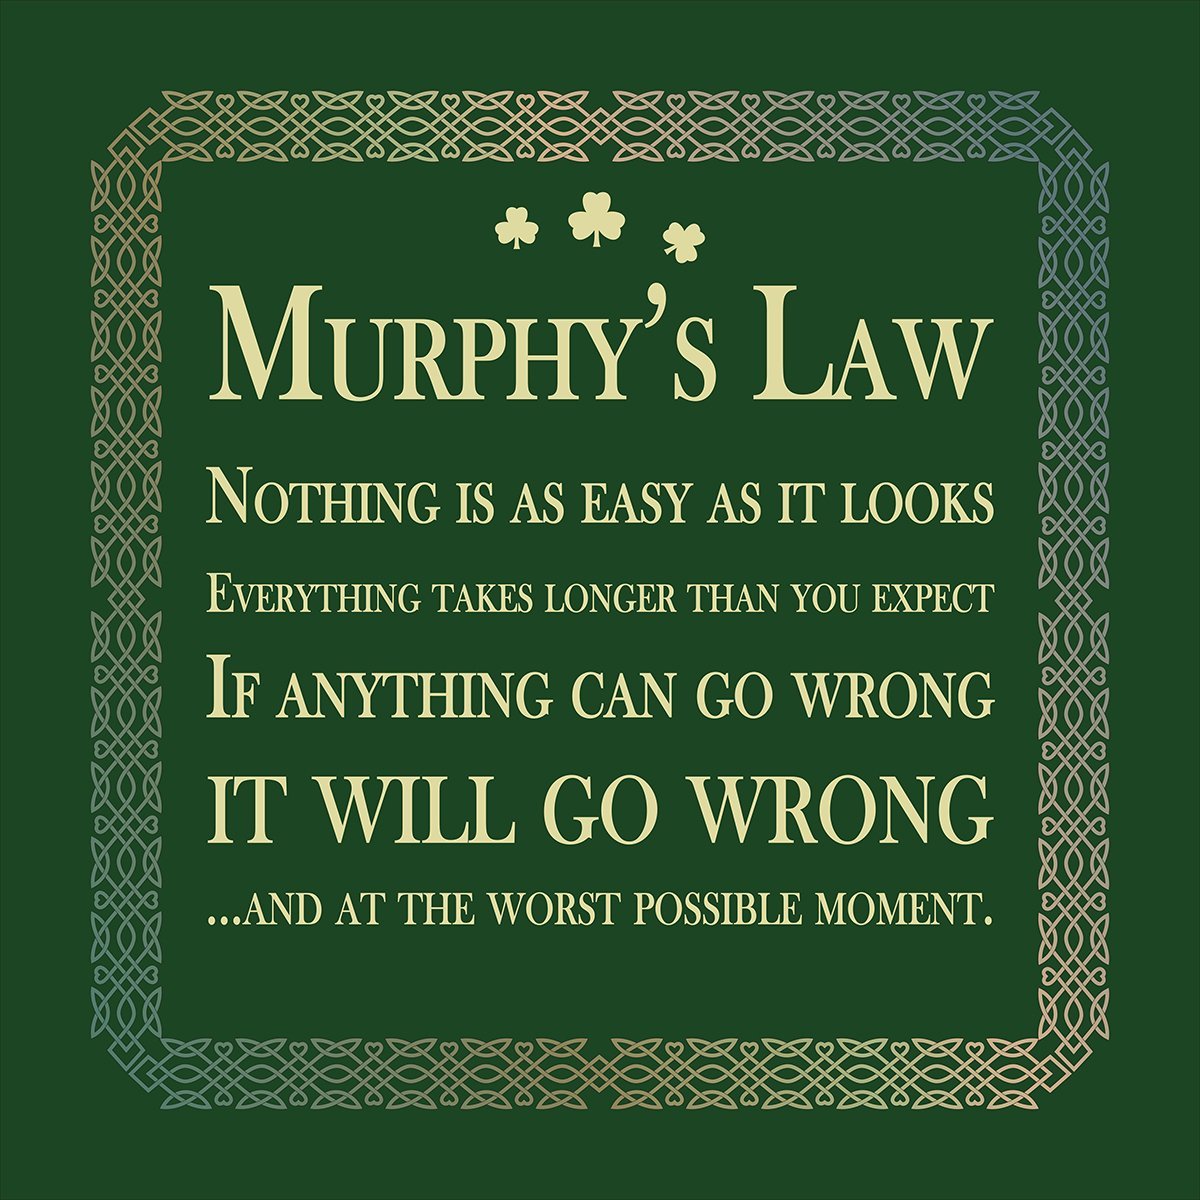 Murphy’s Law
Nothing is as easy as it looks
Everything takes longer than you expect
If anything can go wrong
it will go wrong
...and at the worst possible moment.